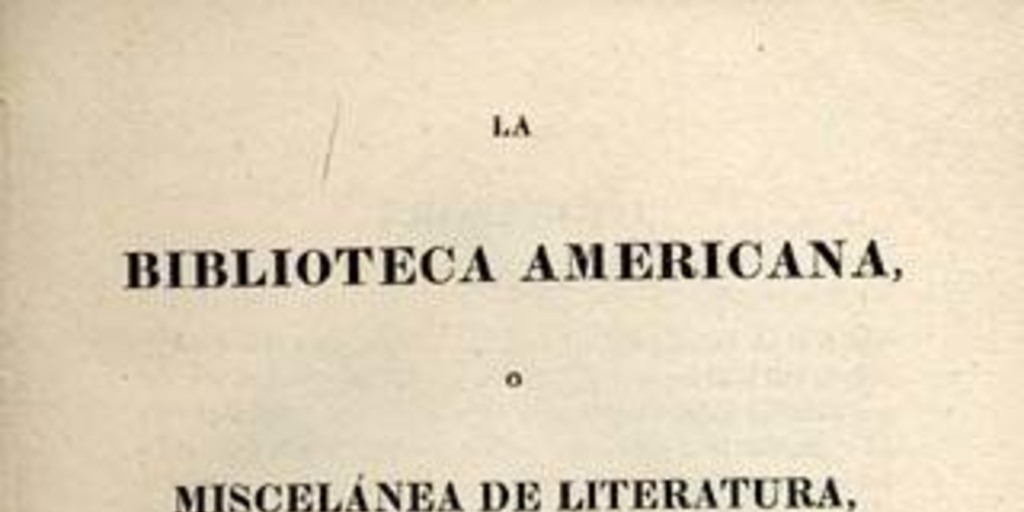 LA
BIBLIOTECA AMERICANA,
O
MISCELÁNEA DE LITERATURA,